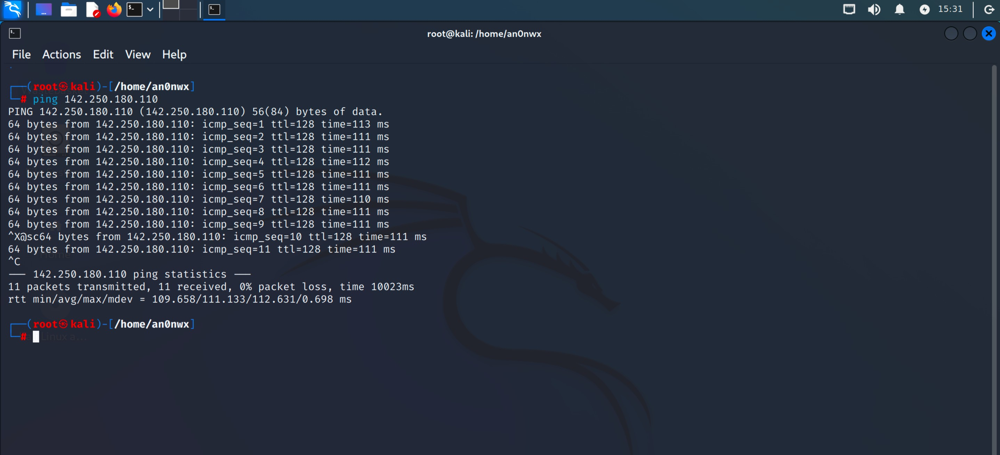 15:31
root@kali: /home/an0nwx
File Actions Edit View Help
┌──(root㉿kali)-[/home/an0nwx]
└─# ping 142.250.180.110
PING 142.250.180.110 (142.250.180.110) 56(84) bytes of data.
64 bytes from 142.250.180.110: icmp_seq=1 ttl=128 time=113 ms
64 bytes from 142.250.180.110: icmp_seq=2 ttl=128 time=111 ms
64 bytes from 142.250.180.110: icmp_seq=3 ttl=128 time=111 ms
64 bytes from 142.250.180.110: icmp_seq=4 ttl=128 time=112 ms
64 bytes from 142.250.180.110: icmp_seq=5 ttl=128 time=111 ms
64 bytes from 142.250.180.110: icmp_seq=6 ttl=128 time=111 ms
64 bytes from 142.250.180.110: icmp_seq=7 ttl=128 time=110 ms
64 bytes from 142.250.180.110: icmp_seq=8 ttl=128 time=111 ms
64 bytes from 142.250.180.110: icmp_seq=9 ttl=128 time=111 ms
^X@sc64 bytes from 142.250.180.110: icmp_seq=10 ttl=128 time=111 ms
64 bytes from 142.250.180.110: icmp_seq=11 ttl=128 time=111 ms
^C
--- 142.250.180.110 ping statistics ---
11 packets transmitted, 11 received, 0% packet loss, time 10023ms
rtt min/avg/max/mdev = 109.658/111.133/112.631/0.698 ms
┌──(root㉿kali)-[/home/an0nwx]
└─#